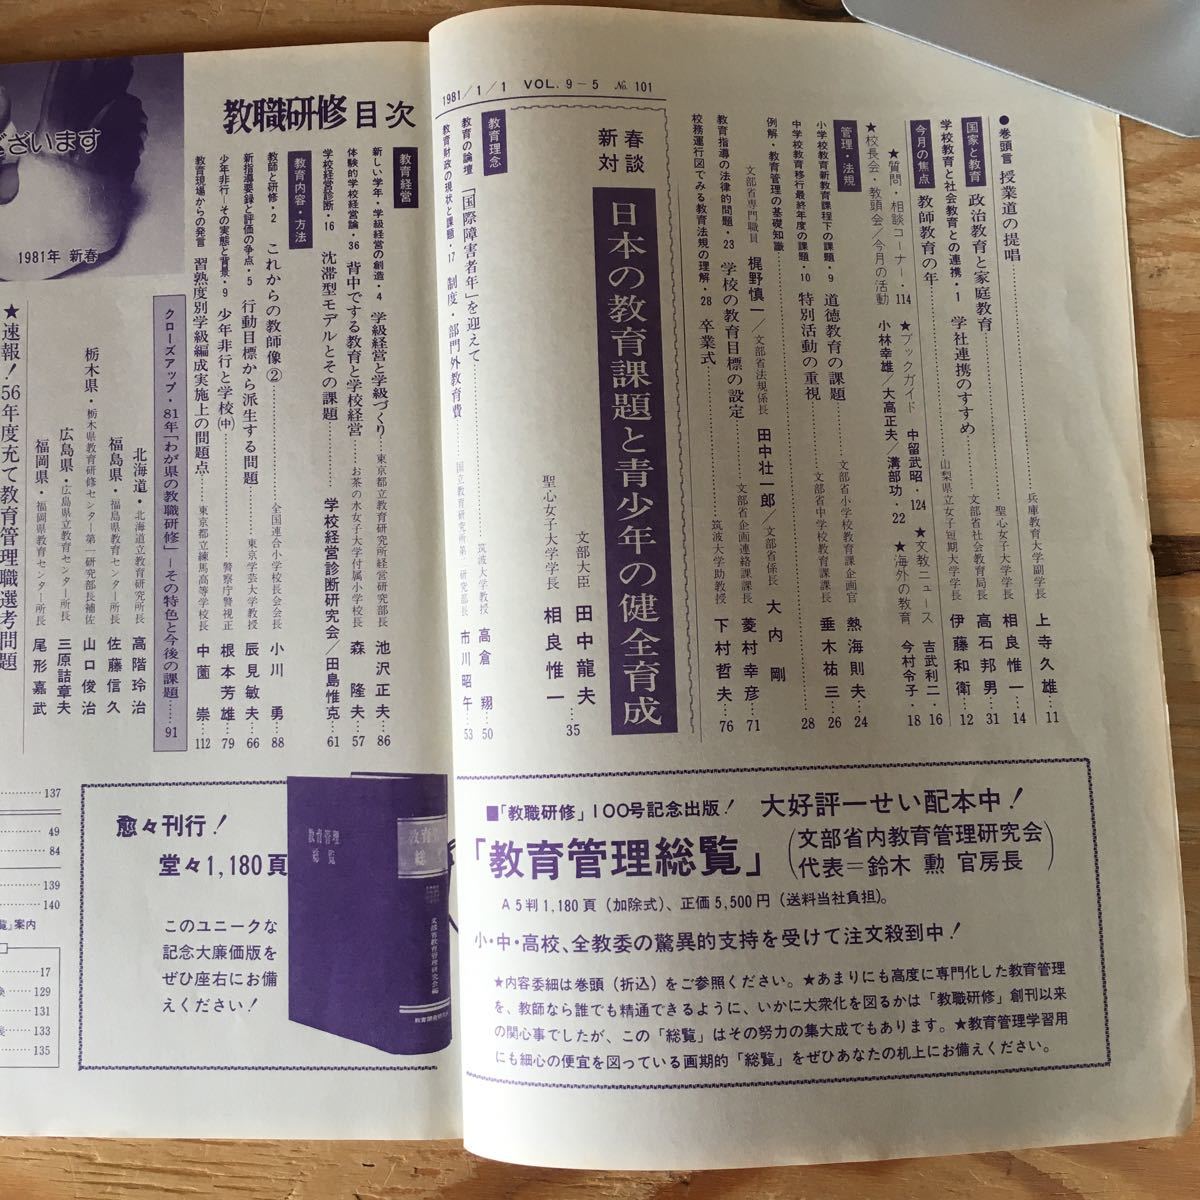 1981/1/1 VOL. 9-5 No. 101
●巻頭言 授業道の提唱……兵庫教育大学副学長 上寺久雄…11
国家と教育 政治教育と家庭教育……聖心女子大学学長 相良惟一…14
学校教育と社会教育との連携・1 学社連携のすすめ……文部省社会教育局長 高石邦男…31
今月の焦点 教師教育の年……山梨県立女子短期大学学長 伊藤和衛…12
★質問・相談コーナー・114 ★ブックガイド 中留武昭・124 ★文教ニュース 吉武利二・16
★校長会・教頭会/今月の活動 小林幸雄/大高正夫/溝部功・22 ★海外の教育 今村令子・18
管理・法規
小学校教育新教育課程下の課題・9 道徳教育の課題……文部省小学校教育課企画官 熱海則夫…24
中学校教育移行最終年度の課題・10 特別活動の重視……文部省中学校教育課課長 垂木祐三…26
例解・教育管理の基礎知識……28
文部省専門職員 梶野慎一/文部省法規係長 田中壮一郎/文部省係長 大内 剛
教育指導の法律的問題・23 学校の教育目標の設定……文部省企画連絡課課長 菱村幸彦…71
校務運行図でみる教育法規の理解・28 卒業式……筑波大学助教授 下村哲夫…76
新春対談 日本の教育課題と青少年の健全育成
文部大臣 田中龍夫…35
聖心女子大学学長 相良惟一
教育理念
教育の論壇 「国際障害者年」を迎えて……筑波大学教授 高倉 翔…50
教育財政の現状と課題・17 制度・部門外教育費……国立教育研究所第一研究部長 市川昭午…53
■「教職研修」100号記念出版! 大好評一せい配本中!
「教育管理総覧」(文部省内教育管理研究会 代表=鈴木 勲 官房長)
A5判1,180頁(加除式)、正価5,500円(送料当社負担)。
小・中・高校、全教委の驚異的支持を受けて注文殺到中!
★内容委細は巻頭(折込)をご参照ください。★あまりにも高度に専門化した教育管理
を、教師なら誰でも精通できるように、いかに大衆化を図るかは「教職研修」創刊以来
の関心事でしたが、この「総覧」はその努力の集大成でもあります。★教育管理学習用
にも細心の便宜を図っている画期的「総覧」をぜひあなたの机上にお備えください。
教職研修 目次
教育経営
新しい学年・学級経営の創造・4 学級経営と学級づくり…東京都立教育研究所経営研究部長 池沢正夫…86
体験的学校経営論・36 背中でする教育と学校経営……お茶の水女子大学付属小学校長 森 隆夫…57
学校経営診断・16 沈滞型モデルとその課題……学校経営診断研究会/田島惟克…61
教育内容・方法
教師と研修・2 これからの教師像②……全国連合小学校長会会長 小川 勇…88
新指導要録と評価の争点・5 行動目標から派生する問題……東京学芸大学教授 辰見敏夫…66
少年非行―その実態と背景・9 少年非行と学校㊥……警察庁警視正 根本芳雄…79
教育現場からの発言 習熟度別学級編成実施上の問題点…東京都立練馬高等学校長 中薗 崇…112
クローズアップ・81年「わが県の教職研修」―その特色と今後の課題……91
北海道・北海道立教育研究所長 高階玲治
福島県・福島県教育センター所長 佐藤信久
栃木県・栃木県教育研修センター第一研究部長補佐 山口俊治
広島県・広島県立教育センター所長 三原詰章夫
福岡県・福岡県教育センター所長 尾形嘉武
★速報!56年度充て教育管理職選考問題
ございます
1981年 新春
……137
……49
……84
……139
……140
覧」案内
……17
…129
…131
…133
…135
愈々刊行!
堂々1,180頁
このユニークな
記念大廉価版を
ぜひ座右にお備
えください!
教育管理総覧
文部省教育管理研究会編